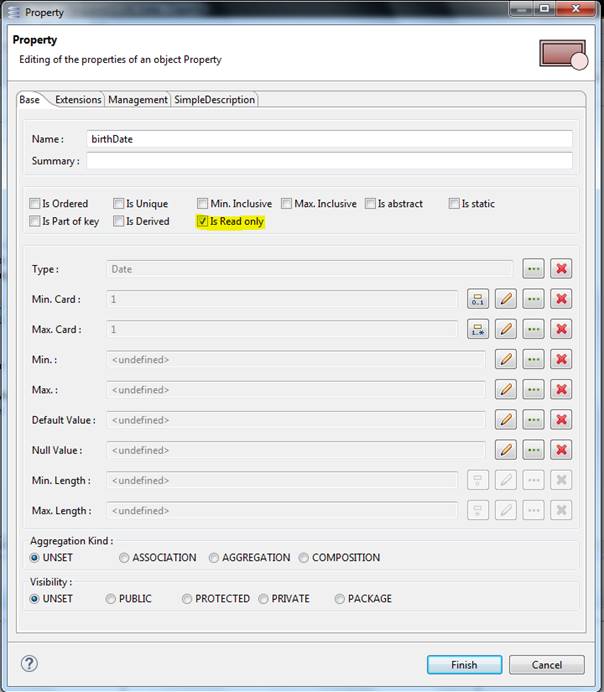 Property
Property
Editing of the properties of an object Property
Base Extensions Management SimpleDescription
Name : birthDate
Summary :
Is Ordered Is Unique Min. Inclusive Max. Inclusive Is abstract Is static
Is Part of key Is Derived Is Read only
Type : Date
Min. Card : 1 0..1
Max. Card : 1 1..*
Min. : <undefined>
Max. : <undefined>
Default Value : <undefined>
Null Value : <undefined>
Min. Length : <undefined>
Max. Length : <undefined>
Aggregation Kind :
UNSET ASSOCIATION AGGREGATION COMPOSITION
Visibility :
UNSET PUBLIC PROTECTED PRIVATE PACKAGE
? Finish Cancel